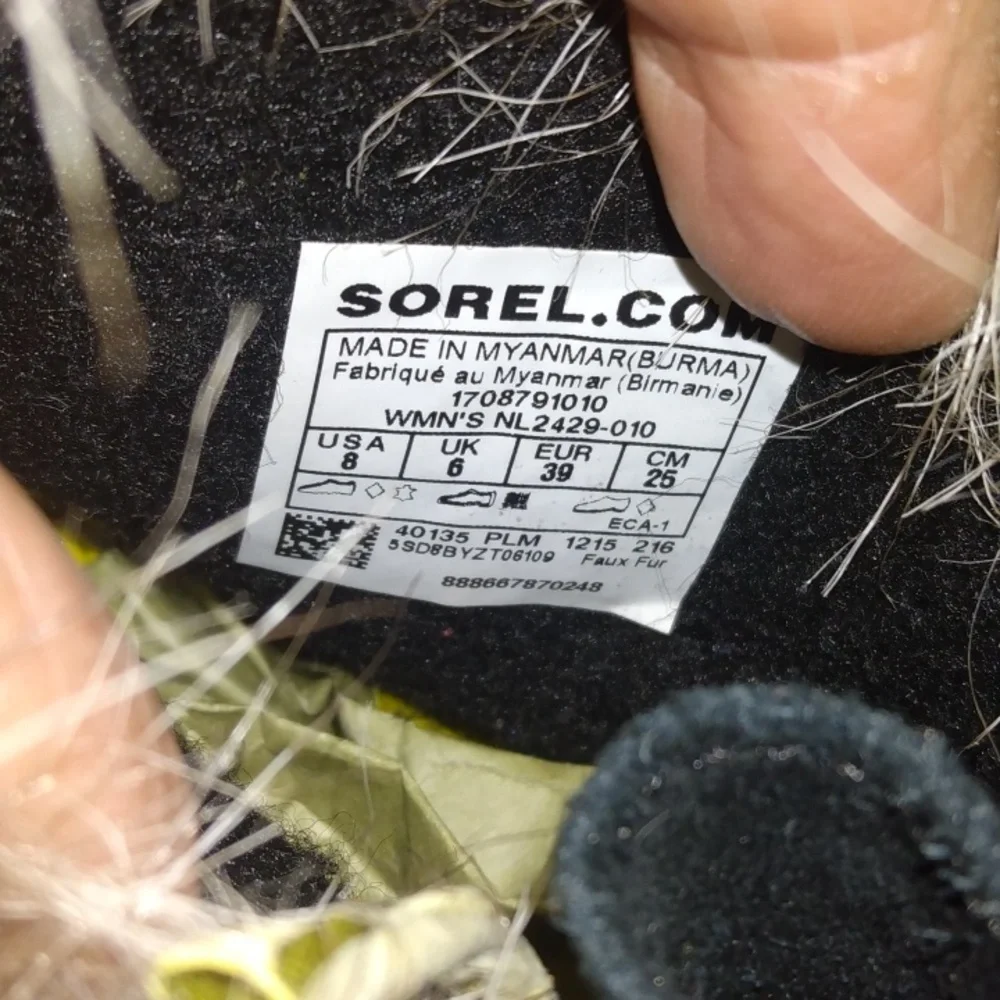 SOREL.COM
MADE IN MYANMAR(BURMA)
Fabriqué au Myanmar (Birmanie)
1708791010
WMN'S NL2429-010
USA UK EUR CM
8 6 39 25
ECA-1
40135 PLM 1215 216
5SD8BYZT06109 Faux Fur
888667870248